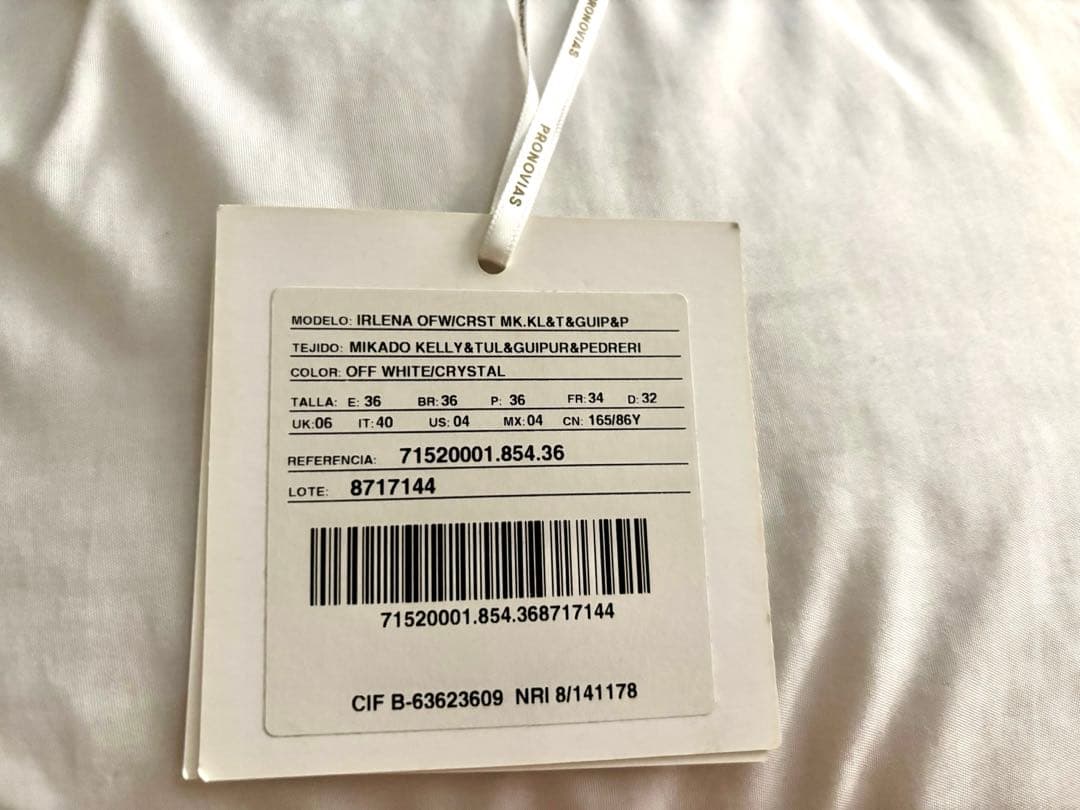 RONOVIAS
PRONOVIAS
MODELO: IRLENA OFW/CRST MK.KL&T&GUIP&P
TEJIDO: MIKADO KELLY&TUL&GUIPUR&PEDRERI
COLOR: OFF WHITE/CRYSTAL
TALLA: E: 36 BR: 36 P: 36 FR: 34 D: 32
UK: 06 IT: 40 US: 04 MX: 04 CN: 165/86Y
REFERENCIA: 71520001.854.36
LOTE: 8717144
71520001.854.368717144
CIF B-63623609 NRI 8/141178